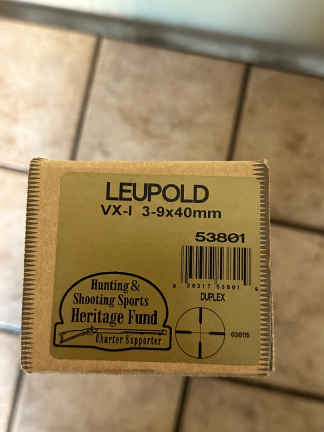 LEUPOLD
VX-I 3-9x40mm
53801
DUPLEX
Hunting &
Shooting Sports
Heritage Fund
Charter Supporter